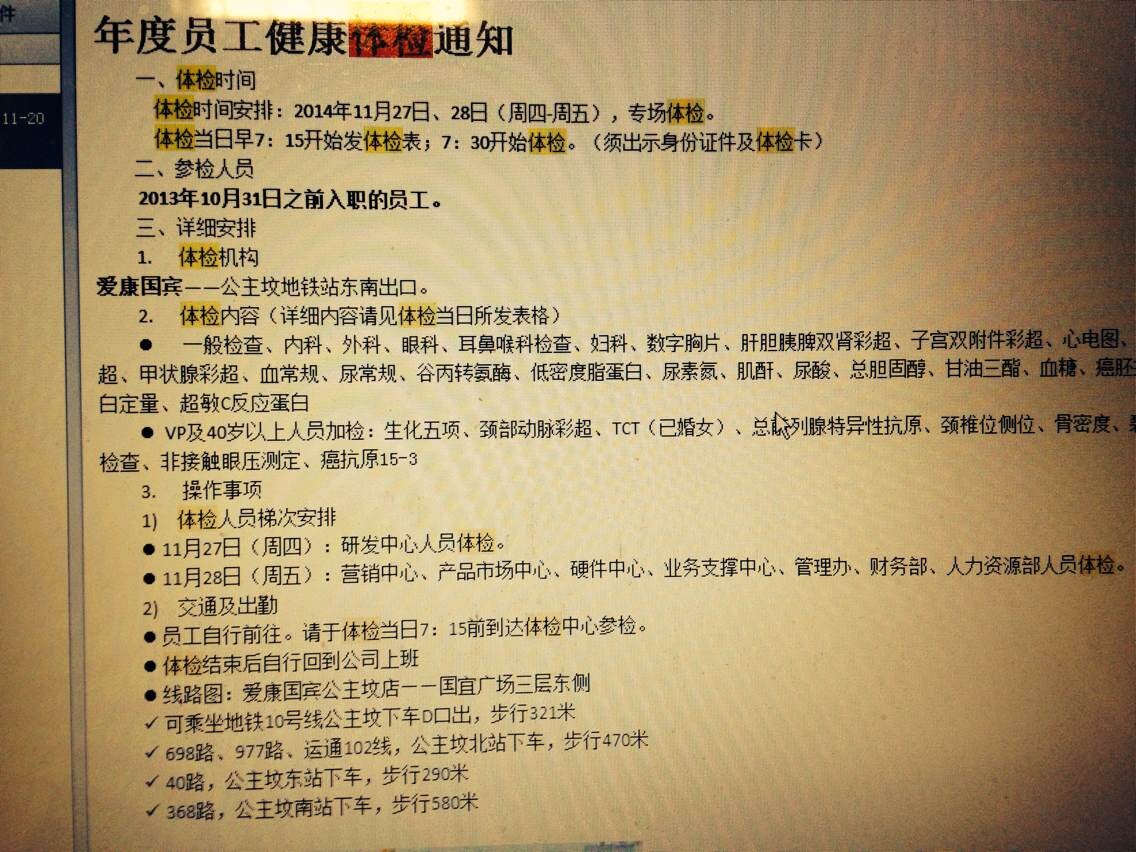 件
11-20
年度员工健康体检通知
一、体检时间
体检时间安排：2014年11月27日、28日（周四-周五），专场体检。
体检当日早7：15开始发体检表；7：30开始体检。（须出示身份证件及体检卡）
二、参检人员
2013年10月31日之前入职的员工。
三、详细安排
1. 体检机构
爱康国宾——公主坟地铁站东南出口。
2. 体检内容（详细内容请见体检当日所发表格）
● 一般检查、内科、外科、眼科、耳鼻喉科检查、妇科、数字胸片、肝胆胰脾双肾彩超、子宫双附件彩超、心电图、
超、甲状腺彩超、血常规、尿常规、谷丙转氨酶、低密度脂蛋白、尿素氮、肌酐、尿酸、总胆固醇、甘油三酯、血糖、癌胚
白定量、超敏C反应蛋白
● VP及40岁以上人员加检：生化五项、颈部动脉彩超、TCT（已婚女）、总前列腺特异性抗原、颈椎位侧位、骨密度、
检查、非接触眼压测定、癌抗原15-3
3. 操作事项
1) 体检人员梯次安排
● 11月27日（周四）：研发中心人员体检。
● 11月28日（周五）：营销中心、产品市场中心、硬件中心、业务支撑中心、管理办、财务部、人力资源部人员体检。
2) 交通及出勤
● 员工自行前往。请于体检当日7：15前到达体检中心参检。
● 体检结束后自行回到公司上班
● 线路图：爱康国宾公主坟店——国宜广场三层东侧
✓ 可乘坐地铁10号线公主坟下车D口出，步行321米
✓ 698路、977路、运通102线，公主坟北站下车，步行470米
✓ 40路，公主坟东站下车，步行290米
✓ 368路，公主坟南站下车，步行580米